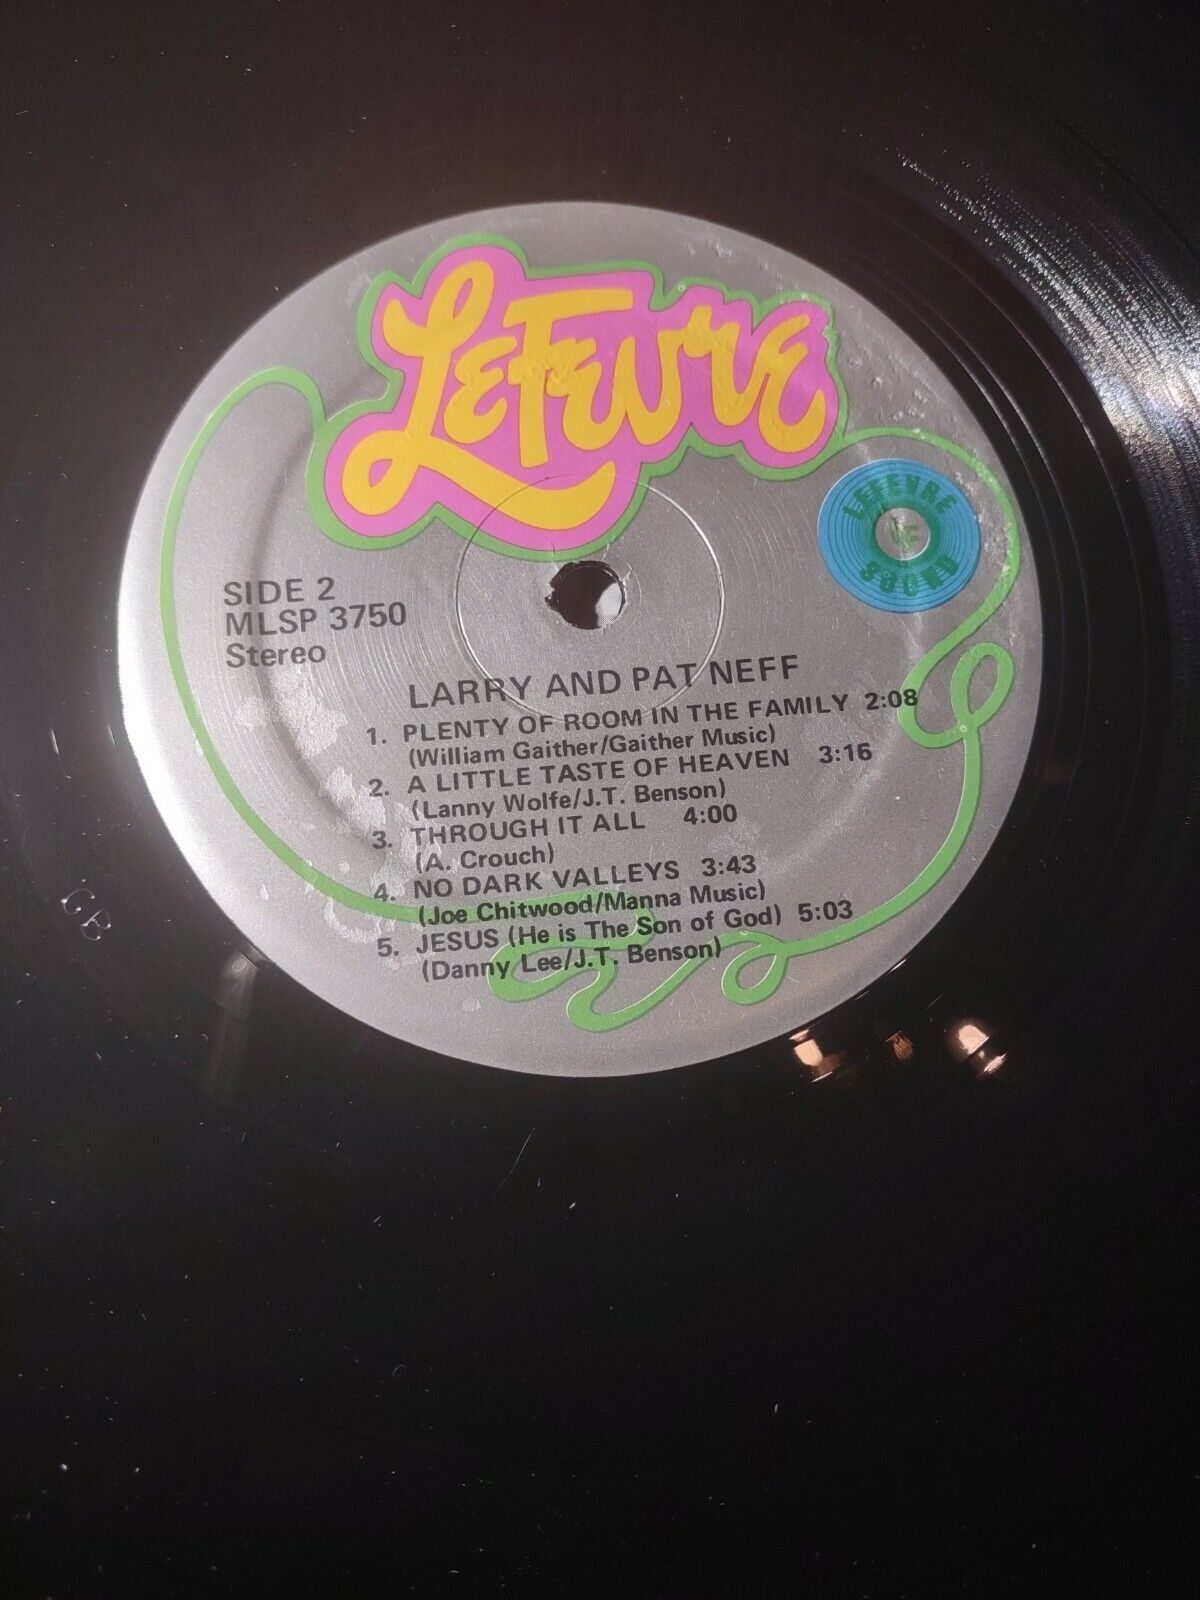 LeFevre
LEFEVRE
LF
SOUND
SIDE 2
MLSP 3750
Stereo
LARRY AND PAT NEFF
1. PLENTY OF ROOM IN THE FAMILY 2:08
(William Gaither/Gaither Music)
2. A LITTLE TASTE OF HEAVEN 3:16
(Lanny Wolfe/J.T. Benson)
3. THROUGH IT ALL 4:00
(A. Crouch)
4. NO DARK VALLEYS 3:43
(Joe Chitwood/Manna Music)
5. JESUS (He is The Son of God) 5:03
(Danny Lee/J.T. Benson)
CB